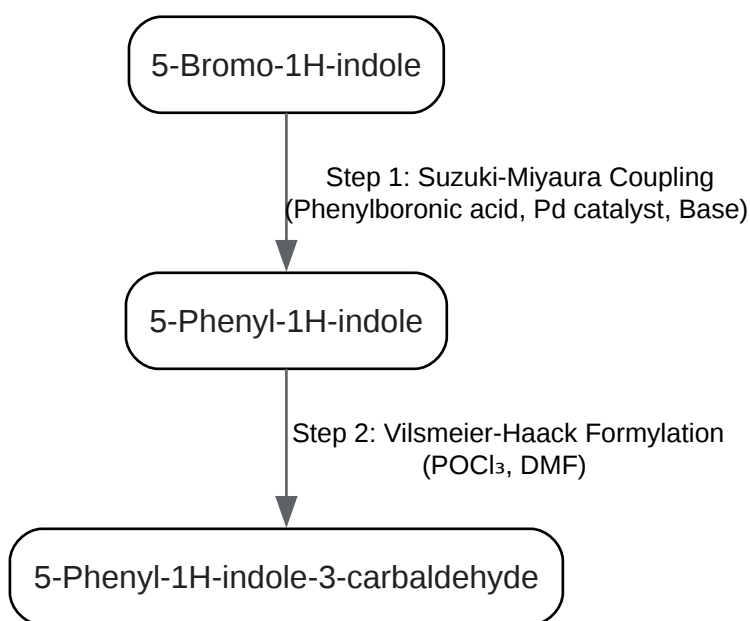 5-Bromo-1H-indole
Step 1: Suzuki-Miyaura Coupling
(Phenylboronic acid, Pd catalyst, Base)
5-Phenyl-1H-indole
Step 2: Vilsmeier-Haack Formylation
(POCl₃, DMF)
5-Phenyl-1H-indole-3-carbaldehyde